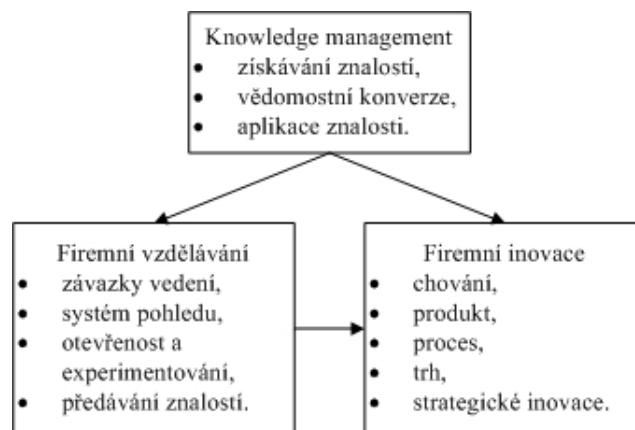 Knowledge management
• získávání znalostí,
• vědomostní konverze,
• aplikace znalosti.
Firemní vzdělávání
• závazky vedení,
• systém pohledu,
• otevřenost a
experimentování,
• předávání znalostí.
Firemní inovace
• chování,
• produkt,
• proces,
• trh,
• strategické inovace.